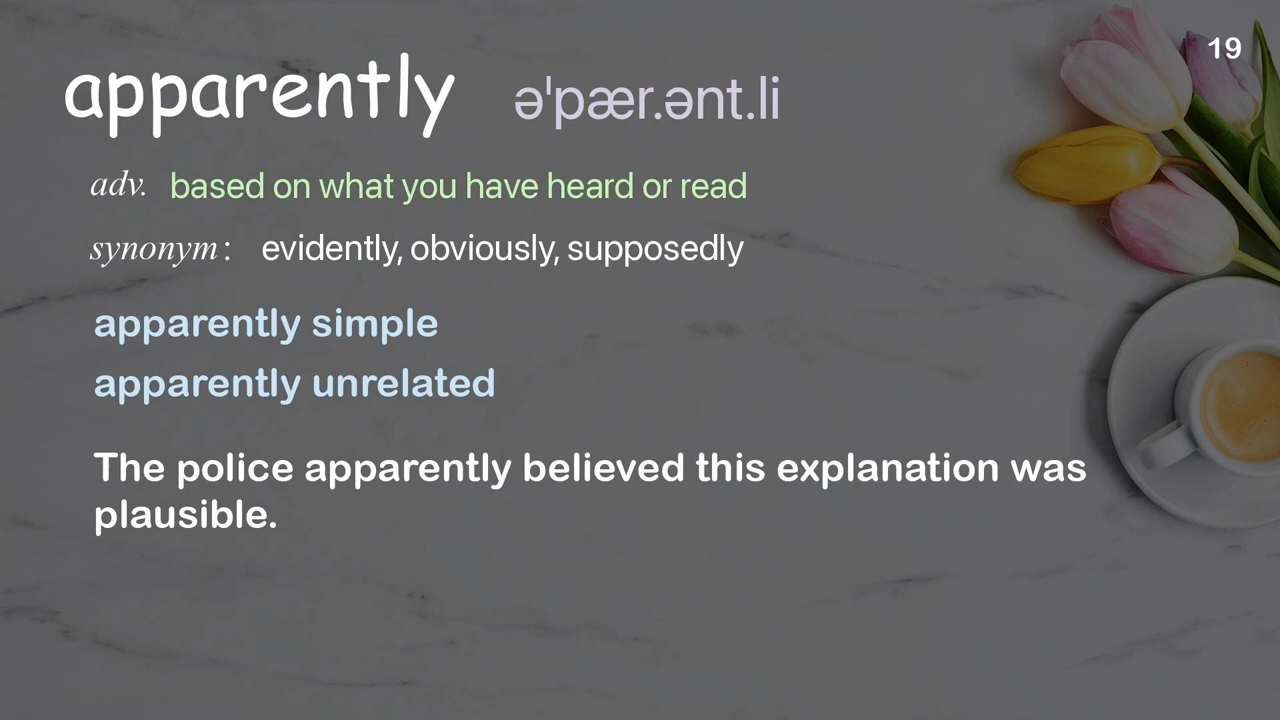 19
apparently əˈpær.ənt.li
adv. based on what you have heard or read
synonym: evidently, obviously, supposedly
apparently simple
apparently unrelated
The police apparently believed this explanation was
plausible.